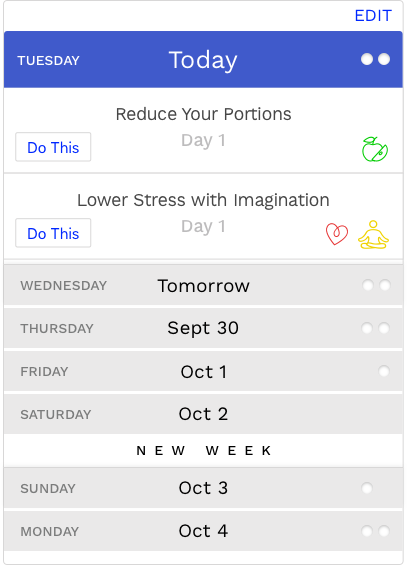 EDIT
TUESDAY Today
Reduce Your Portions
Do This Day 1
Lower Stress with Imagination
Do This Day 1
WEDNESDAY Tomorrow
THURSDAY Sept 30
FRIDAY Oct 1
SATURDAY Oct 2
NEW WEEK
SUNDAY Oct 3
MONDAY Oct 4